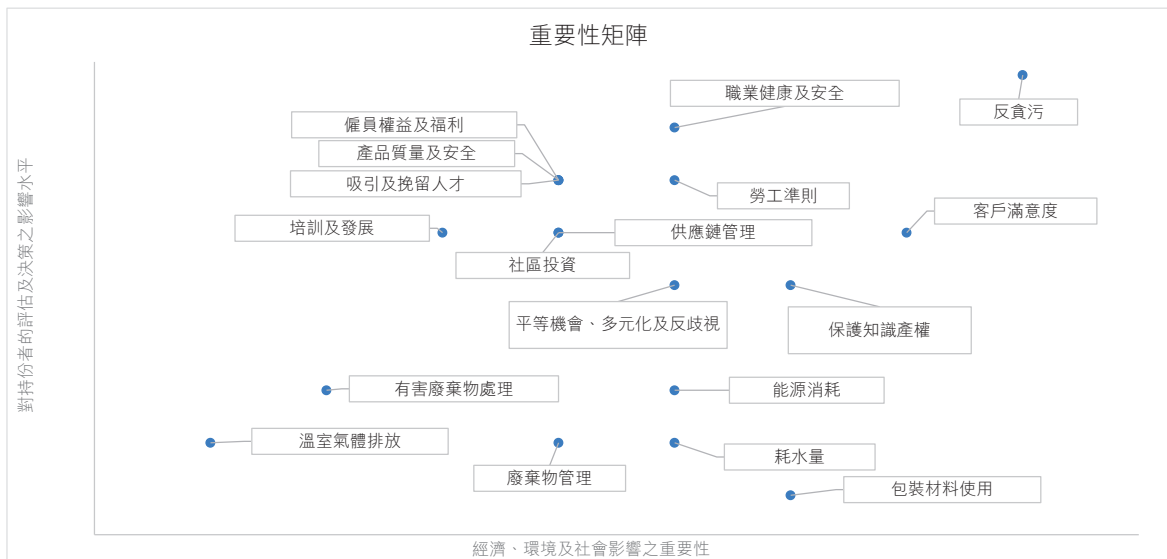 重要性矩陣
對持份者的評估及決策之影響水平
職業健康及安全
反貪污
僱員權益及福利
產品質量及安全
吸引及挽留人才
勞工準則
客戶滿意度
培訓及發展
供應鏈管理
社區投資
平等機會、多元化及反歧視
保護知識產權
有害廢棄物處理
能源消耗
溫室氣體排放
耗水量
廢棄物管理
包裝材料使用
經濟、環境及社會影響之重要性